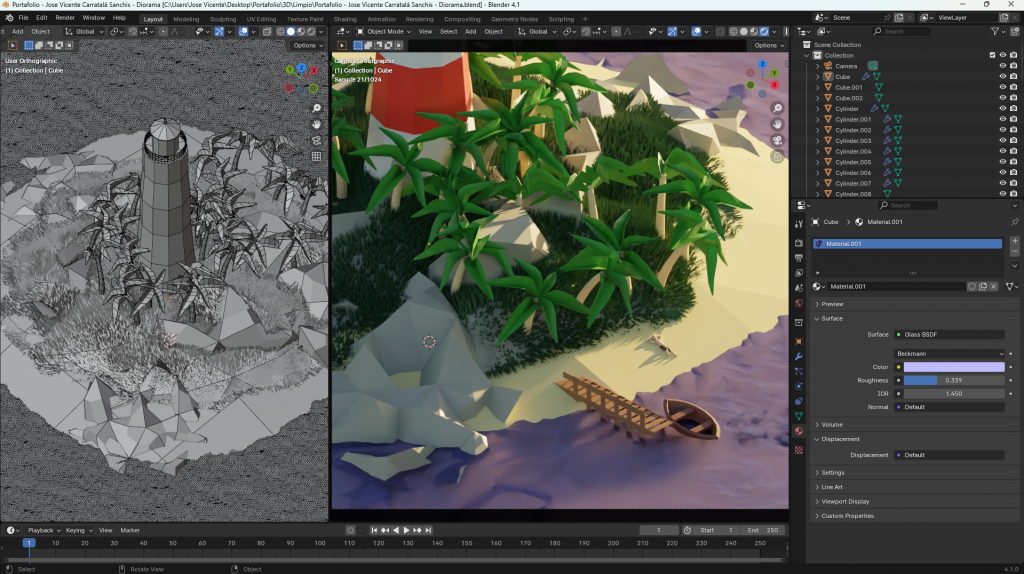 Portafolio - Jose Vicente Carratalá Sanchis - Diorama [C:\Users\Jose Vicente\Desktop\Portafolio\3D\Limpio\Portafolio - Jose Vicente Carratalá Sanchis - Diorama.blend] - Blender 4.1
File Edit Render Window Help Layout Modeling Sculpting UV Editing Texture Paint Shading Animation Rendering Compositing Geometry Nodes Scripting + Scene ViewLayer
Add Object Global Object Mode View Select Add Object Global Search
Options Options Scene Collection
User Orthographic
(1) Collection | Cube
(1) Collection | Cube
Sample 21/1024
Collection
Camera
Cube
Cube.001
Cube.002
Cylinder
Cylinder.001
Cylinder.002
Cylinder.003
Cylinder.004
Cylinder.005
Cylinder.006
Cylinder.007
Cylinder.008
Search
Cube > Material.001
Material.001
Material.001
Preview
Surface
Surface Glass BSDF
Beckmann
Color
Roughness 0.339
IOR 1.450
Normal Default
Volume
Displacement
Displacement Default
Settings
Line Art
Viewport Display
Custom Properties
Playback Keying View Marker 1 Start 1 End 250
1 10 20 30 40 50 60 70 80 90 100 110 120 130 140 150 160 170 180 190 200 210 220 230 240 250
Select Rotate View Object 4.1.0